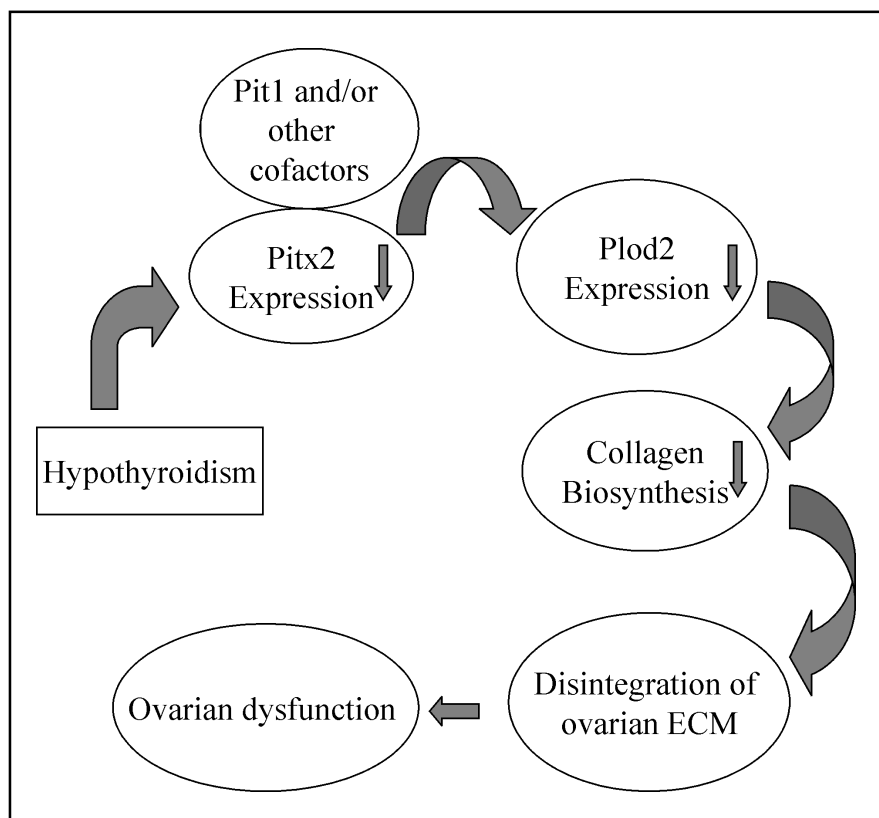 Pit1 and/or
other
cofactors
Pitx2
Expression
Plod2
Expression
Hypothyroidism
Collagen
Biosynthesis
Disintegration of
ovarian ECM
Ovarian dysfunction